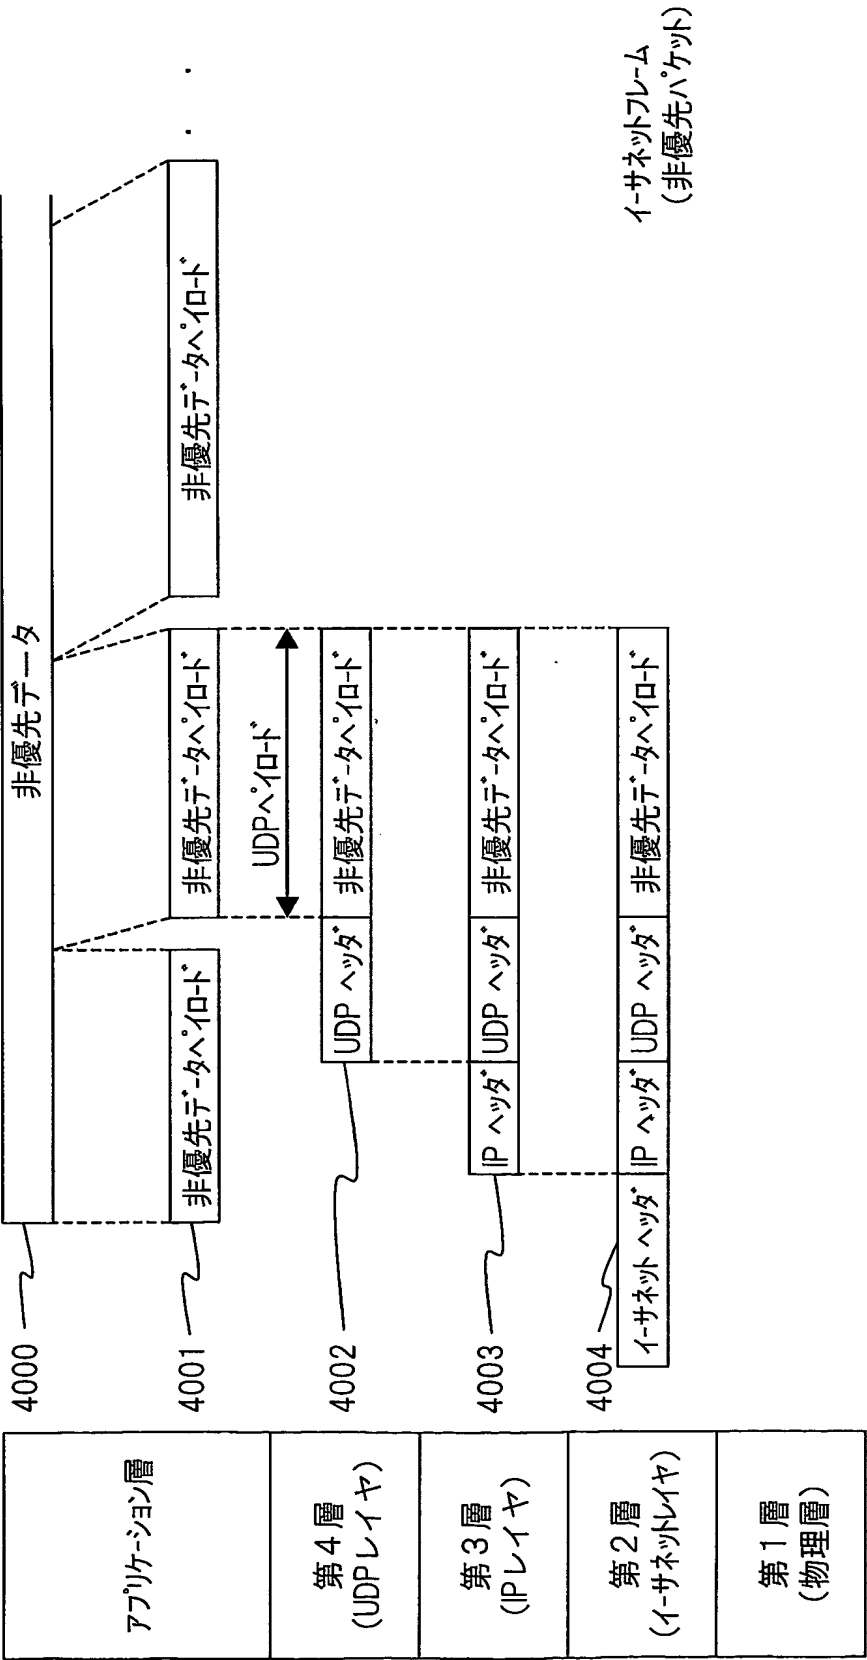 アプリケーション層
4000
非優先データ
4001
非優先データペイロード
非優先データペイロード
非優先データペイロード
・ ・
UDPペイロード
第4層
(UDPレイヤ)
4002
UDP ヘッダ
非優先データペイロード
第3層
(IPレイヤ)
4003
IP ヘッダ
UDP ヘッダ
非優先データペイロード
第2層
(イーサネットレイヤ)
4004
イーサネット ヘッダ
IP ヘッダ
UDP ヘッダ
非優先データペイロード
イーサネットフレーム
(非優先パケット)
第1層
(物理層)